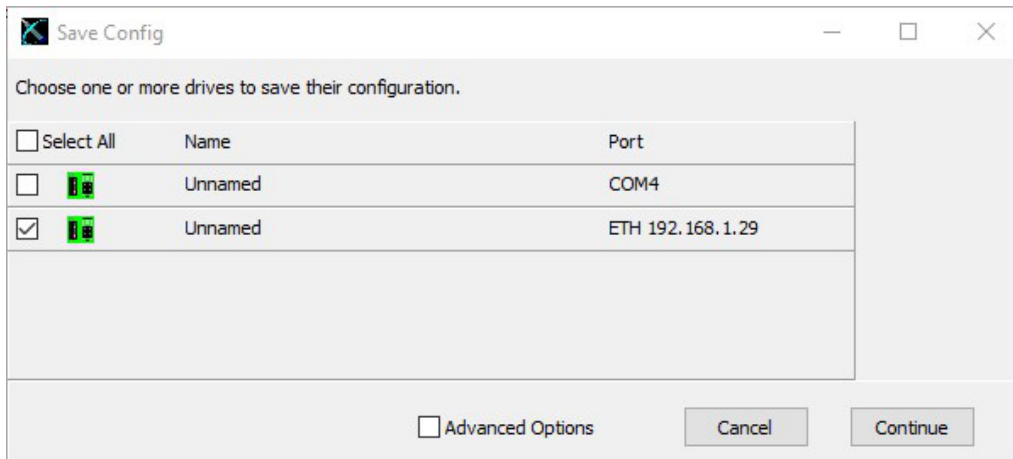 Save Config
Choose one or more drives to save their configuration.
Select All Name Port
Unnamed COM4
Unnamed ETH 192.168.1.29
Advanced Options Cancel Continue